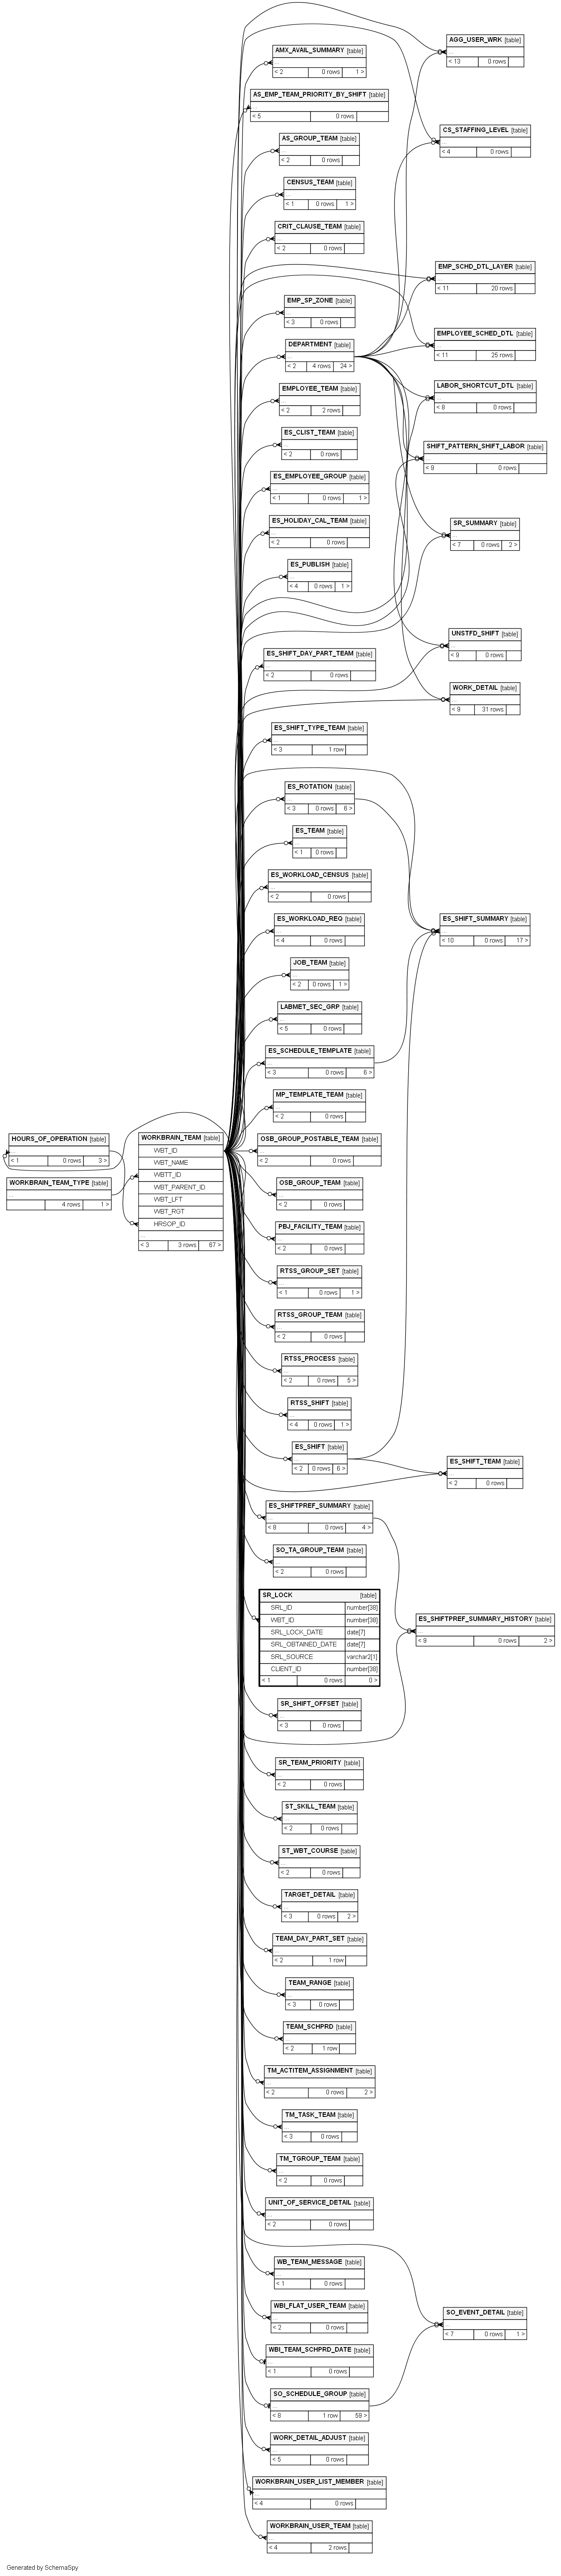 AGG_USER_WRK [table]
...
< 13 0 rows
AMX_AVAIL_SUMMARY [table]
...
< 2 0 rows 1 >
AS_EMP_TEAM_PRIORITY_BY_SHIFT [table]
...
< 5 0 rows
CS_STAFFING_LEVEL [table]
...
< 4 0 rows
AS_GROUP_TEAM [table]
...
< 2 0 rows
CENSUS_TEAM [table]
...
< 1 0 rows 1 >
CRIT_CLAUSE_TEAM [table]
...
< 2 0 rows
EMP_SCHD_DTL_LAYER [table]
...
< 11 20 rows
EMP_SP_ZONE [table]
...
< 3 0 rows
EMPLOYEE_SCHED_DTL [table]
...
< 11 25 rows
DEPARTMENT [table]
...
< 2 4 rows 24 >
LABOR_SHORTCUT_DTL [table]
...
< 8 0 rows
EMPLOYEE_TEAM [table]
...
< 2 2 rows
ES_CLIST_TEAM [table]
...
< 2 0 rows
SHIFT_PATTERN_SHIFT_LABOR [table]
...
< 9 0 rows
ES_EMPLOYEE_GROUP [table]
...
< 1 0 rows 1 >
ES_HOLIDAY_CAL_TEAM [table]
...
< 2 0 rows
SR_SUMMARY [table]
...
< 7 0 rows 2 >
ES_PUBLISH [table]
...
< 4 0 rows 1 >
UNSTFD_SHIFT [table]
...
< 9 0 rows
ES_SHIFT_DAY_PART_TEAM [table]
...
< 2 0 rows
WORK_DETAIL [table]
...
< 9 31 rows
ES_SHIFT_TYPE_TEAM [table]
...
< 3 1 row
ES_ROTATION [table]
...
< 3 0 rows 6 >
ES_TEAM [table]
...
< 1 0 rows
ES_WORKLOAD_CENSUS [table]
...
< 2 0 rows
ES_WORKLOAD_REQ [table]
...
< 4 0 rows
ES_SHIFT_SUMMARY [table]
...
< 10 0 rows 17 >
JOB_TEAM [table]
...
< 2 0 rows 1 >
LABMET_SEC_GRP [table]
...
< 5 0 rows
ES_SCHEDULE_TEMPLATE [table]
...
< 3 0 rows 6 >
MP_TEMPLATE_TEAM [table]
...
< 2 0 rows
HOURS_OF_OPERATION [table]
...
< 1 0 rows 3 >
WORKBRAIN_TEAM_TYPE [table]
...
4 rows 1 >
WORKBRAIN_TEAM [table]
WBT_ID
WBT_NAME
WBTT_ID
WBT_PARENT_ID
WBT_LFT
WBT_RGT
HRSOP_ID
...
< 3 3 rows 67 >
OSB_GROUP_POSTABLE_TEAM [table]
...
< 2 0 rows
OSB_GROUP_TEAM [table]
...
< 2 0 rows
PBJ_FACILITY_TEAM [table]
...
< 2 0 rows
RTSS_GROUP_SET [table]
...
< 1 0 rows 1 >
RTSS_GROUP_TEAM [table]
...
< 2 0 rows
RTSS_PROCESS [table]
...
< 2 0 rows 5 >
RTSS_SHIFT [table]
...
< 4 0 rows 1 >
ES_SHIFT [table]
...
< 2 0 rows 6 >
ES_SHIFT_TEAM [table]
...
< 2 0 rows
ES_SHIFTPREF_SUMMARY [table]
...
< 8 0 rows 4 >
SO_TA_GROUP_TEAM [table]
...
< 2 0 rows
SR_LOCK [table]
SRL_ID number[38]
WBT_ID number[38]
SRL_LOCK_DATE date[7]
SRL_OBTAINED_DATE date[7]
SRL_SOURCE varchar2[1]
CLIENT_ID number[38]
< 1 0 rows 0 >
ES_SHIFTPREF_SUMMARY_HISTORY [table]
...
< 9 0 rows 2 >
SR_SHIFT_OFFSET [table]
...
< 3 0 rows
SR_TEAM_PRIORITY [table]
...
< 2 0 rows
ST_SKILL_TEAM [table]
...
< 2 0 rows
ST_WBT_COURSE [table]
...
< 2 0 rows
TARGET_DETAIL [table]
...
< 3 0 rows 2 >
TEAM_DAY_PART_SET [table]
...
< 2 1 row
TEAM_RANGE [table]
...
< 3 0 rows
TEAM_SCHPRD [table]
...
< 2 1 row
TM_ACTITEM_ASSIGNMENT [table]
...
< 2 0 rows 2 >
TM_TASK_TEAM [table]
...
< 3 0 rows
TM_TGROUP_TEAM [table]
...
< 2 0 rows
UNIT_OF_SERVICE_DETAIL [table]
...
< 2 0 rows
WB_TEAM_MESSAGE [table]
...
< 1 0 rows
WBI_FLAT_USER_TEAM [table]
...
< 2 0 rows
SO_EVENT_DETAIL [table]
...
< 7 0 rows 1 >
WBI_TEAM_SCHPRD_DATE [table]
...
< 1 0 rows
SO_SCHEDULE_GROUP [table]
...
< 8 1 row 59 >
WORK_DETAIL_ADJUST [table]
...
< 5 0 rows
WORKBRAIN_USER_LIST_MEMBER [table]
...
< 4 0 rows
WORKBRAIN_USER_TEAM [table]
...
< 4 2 rows
Generated by SchemaSpy